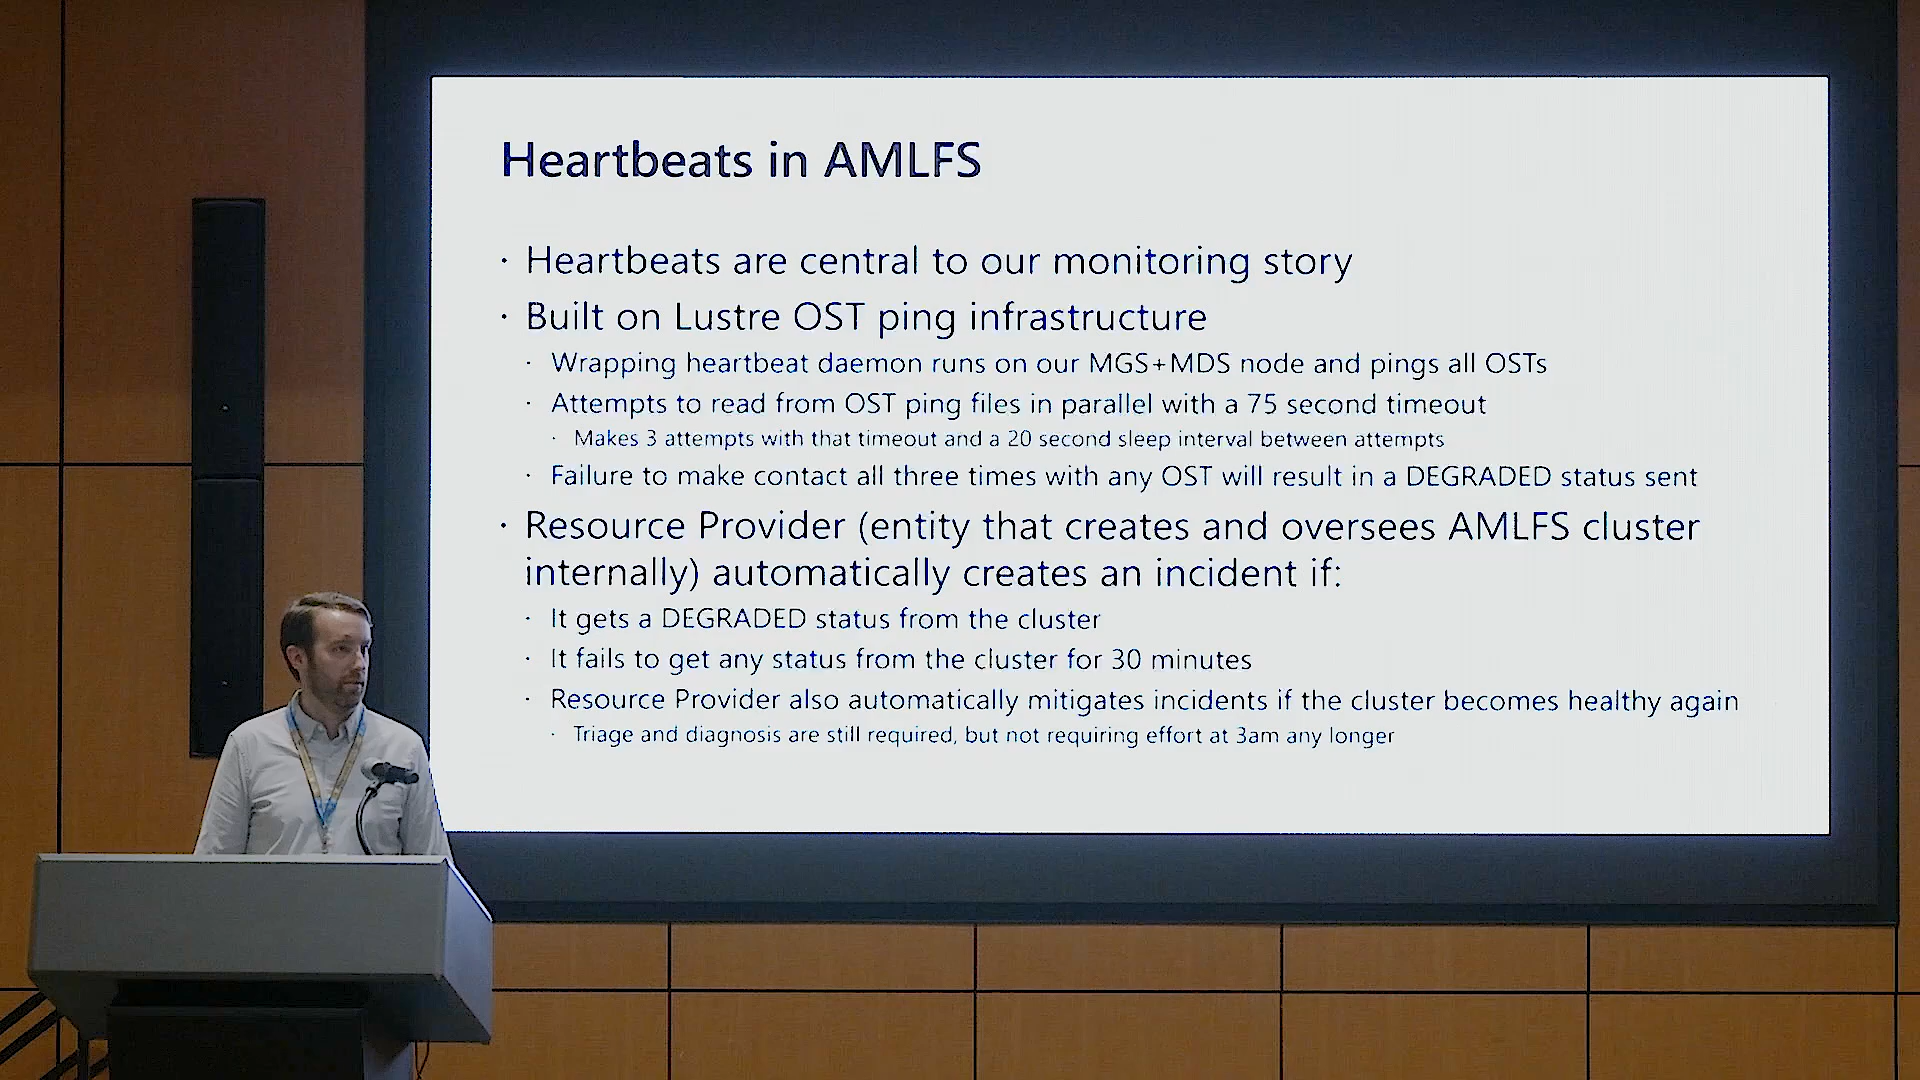 Heartbeats in AMLFS
· Heartbeats are central to our monitoring story
· Built on Lustre OST ping infrastructure
· Wrapping heartbeat daemon runs on our MGS+MDS node and pings all OSTs
· Attempts to read from OST ping files in parallel with a 75 second timeout
· Makes 3 attempts with that timeout and a 20 second sleep interval between attempts
· Failure to make contact all three times with any OST will result in a DEGRADED status sent
· Resource Provider (entity that creates and oversees AMLFS cluster
internally) automatically creates an incident if:
· It gets a DEGRADED status from the cluster
· It fails to get any status from the cluster for 30 minutes
· Resource Provider also automatically mitigates incidents if the cluster becomes healthy again
· Triage and diagnosis are still required, but not requiring effort at 3am any longer